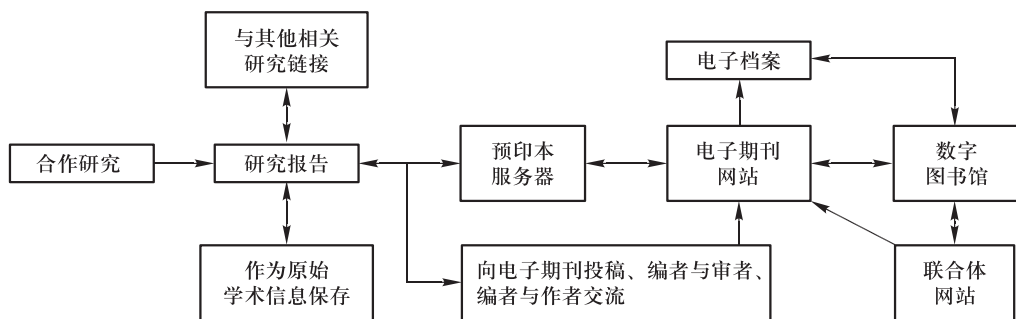 与其他相关
研究链接
电子档案
合作研究
研究报告
预印本
服务器
电子期刊
网站
数字
图书馆
作为原始
学术信息保存
向电子期刊投稿、编者与审者、
编者与作者交流
联合体
网站